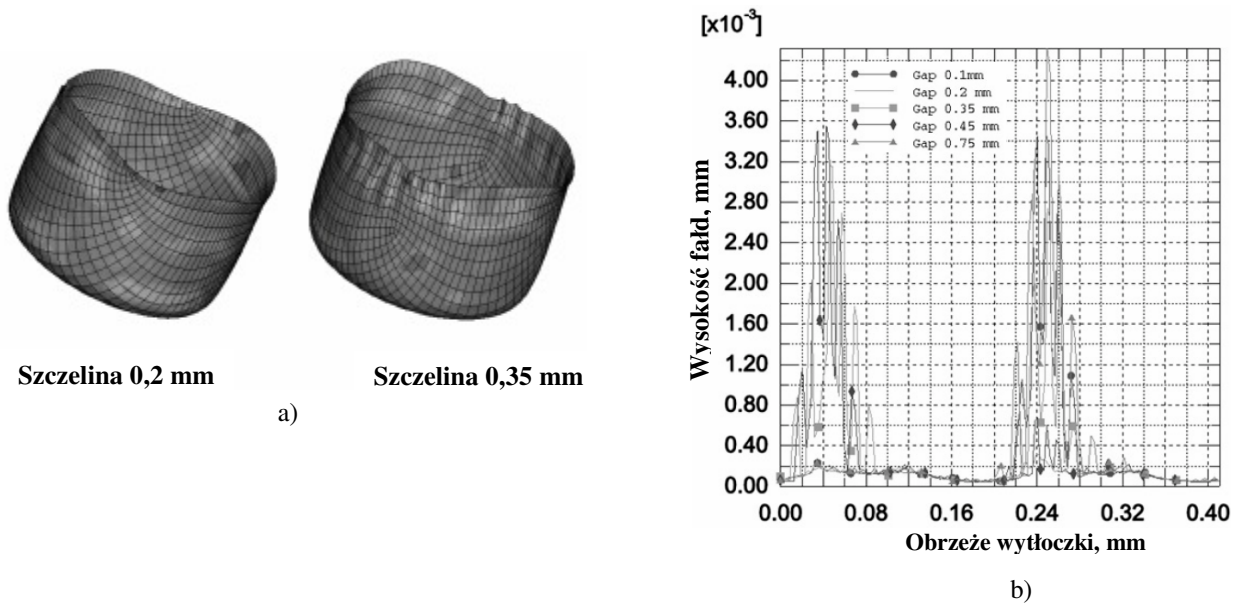 Szczelina 0,2 mm
Szczelina 0,35 mm
a)
[x10⁻³]
Gap 0.1mm
Gap 0.2 mm
Gap 0.35 mm
Gap 0.45 mm
Gap 0.75 mm
Wysokość fałd, mm
4.00
3.60
3.20
2.80
2.40
2.00
1.60
1.20
0.80
0.40
0.00
0.00 0.08 0.16 0.24 0.32 0.40
Obrzeże wytłoczki, mm
b)